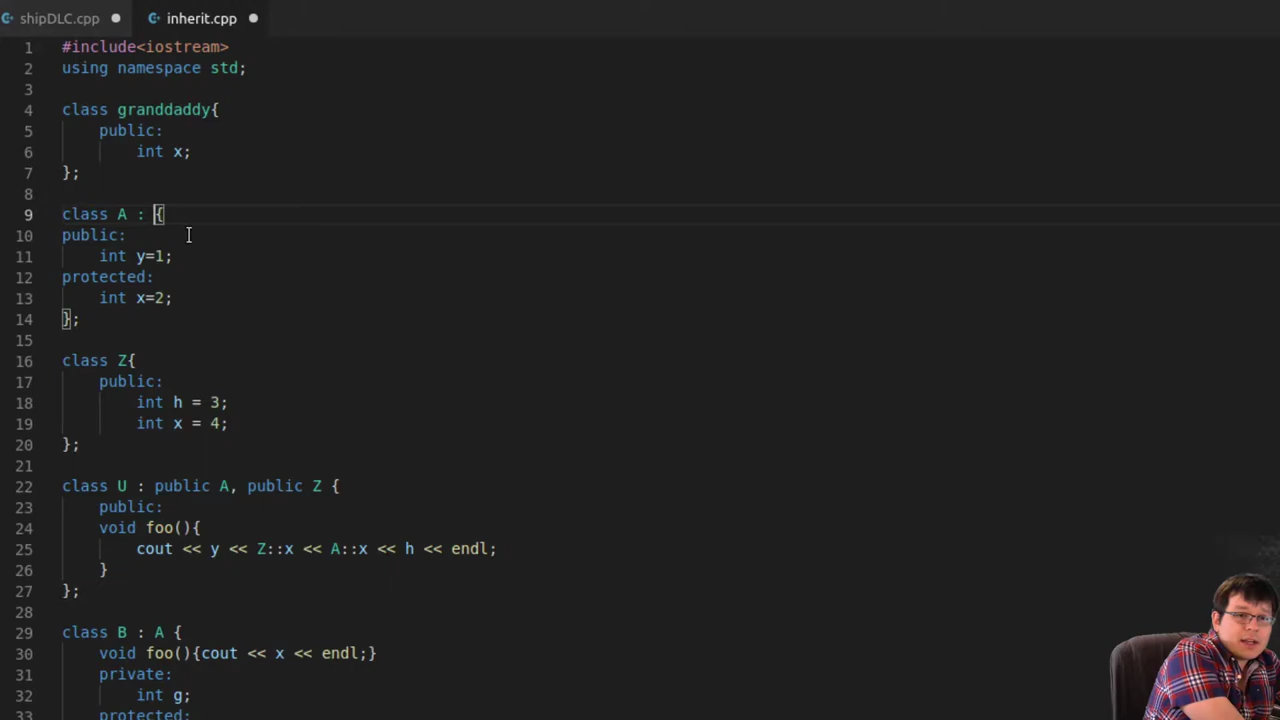 shipDLC.cpp inherit.cpp
1 #include<iostream>
2 using namespace std;
3
4 class granddaddy{
5 public:
6 int x;
7 };
8
9 class A : {
10 public:
11 int y=1;
12 protected:
13 int x=2;
14 };
15
16 class Z{
17 public:
18 int h = 3;
19 int x = 4;
20 };
21
22 class U : public A, public Z {
23 public:
24 void foo(){
25 cout << y << Z::x << A::x << h << endl;
26 }
27 };
28
29 class B : A {
30 void foo(){cout << x << endl;}
31 private:
32 int g;
33 protected: